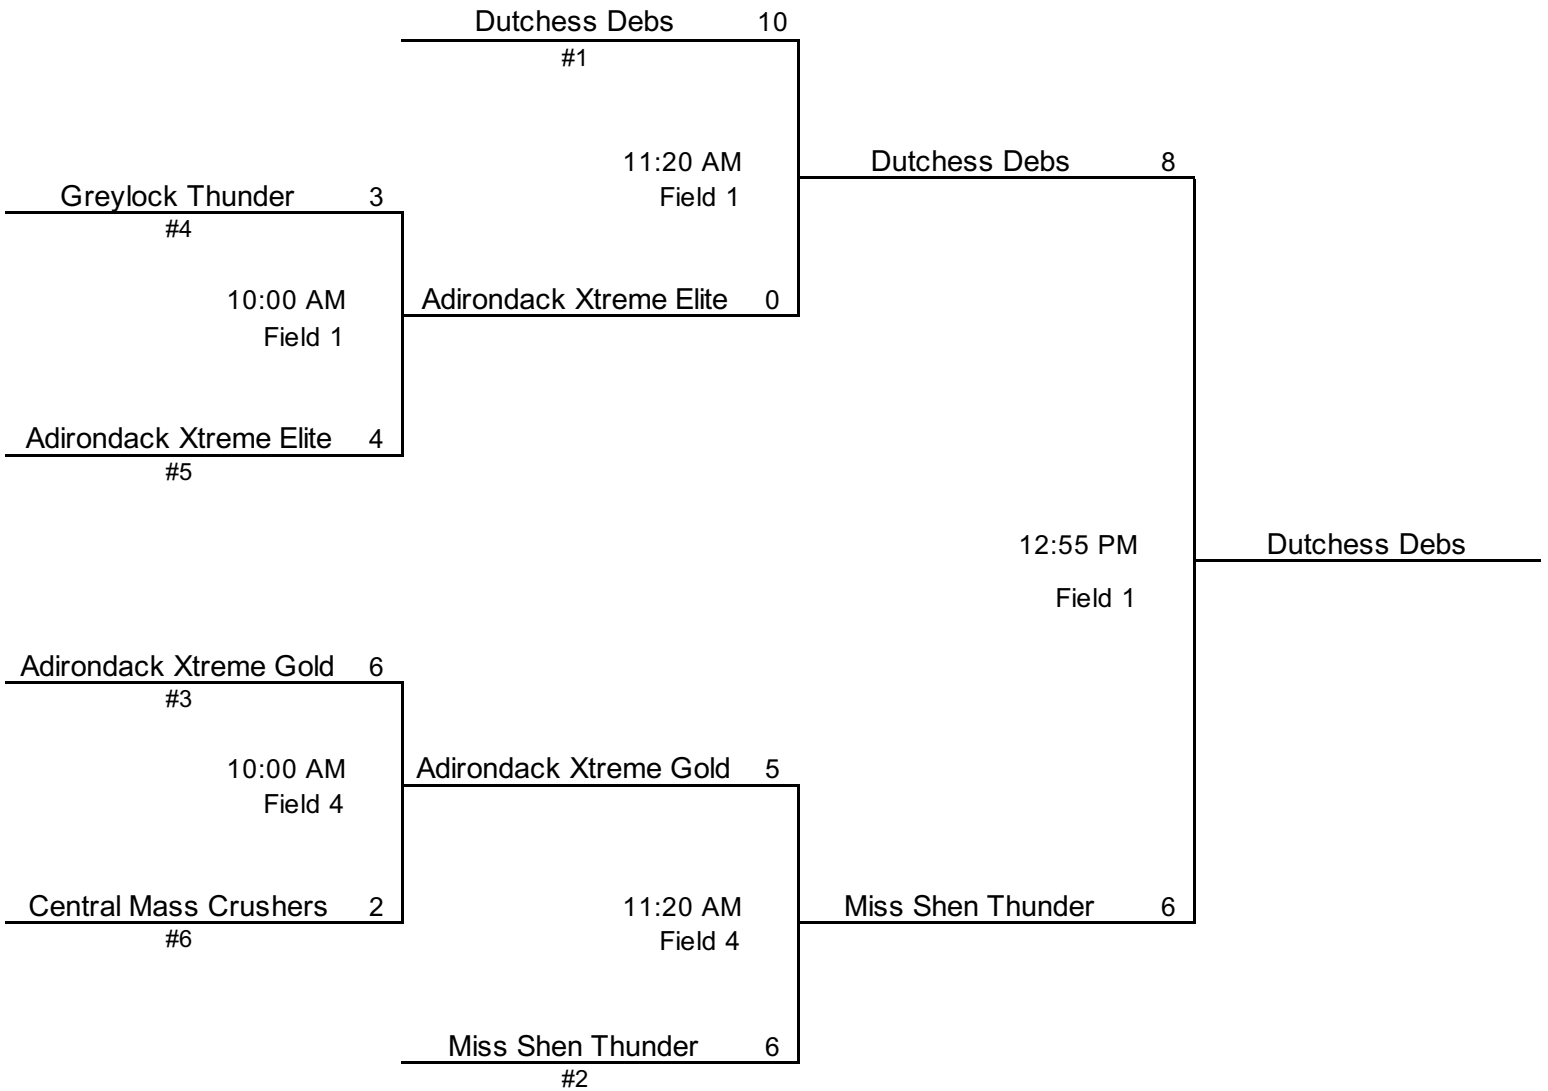 Dutchess Debs 10
#1
11:20 AM
Field 1
Dutchess Debs 8
Greylock Thunder 3
#4
10:00 AM
Field 1
Adirondack Xtreme Elite 0
Adirondack Xtreme Elite 4
#5
12:55 PM
Field 1
Dutchess Debs
Adirondack Xtreme Gold 6
#3
10:00 AM
Field 4
Adirondack Xtreme Gold 5
Central Mass Crushers 2
#6
11:20 AM
Field 4
Miss Shen Thunder 6
Miss Shen Thunder 6
#2